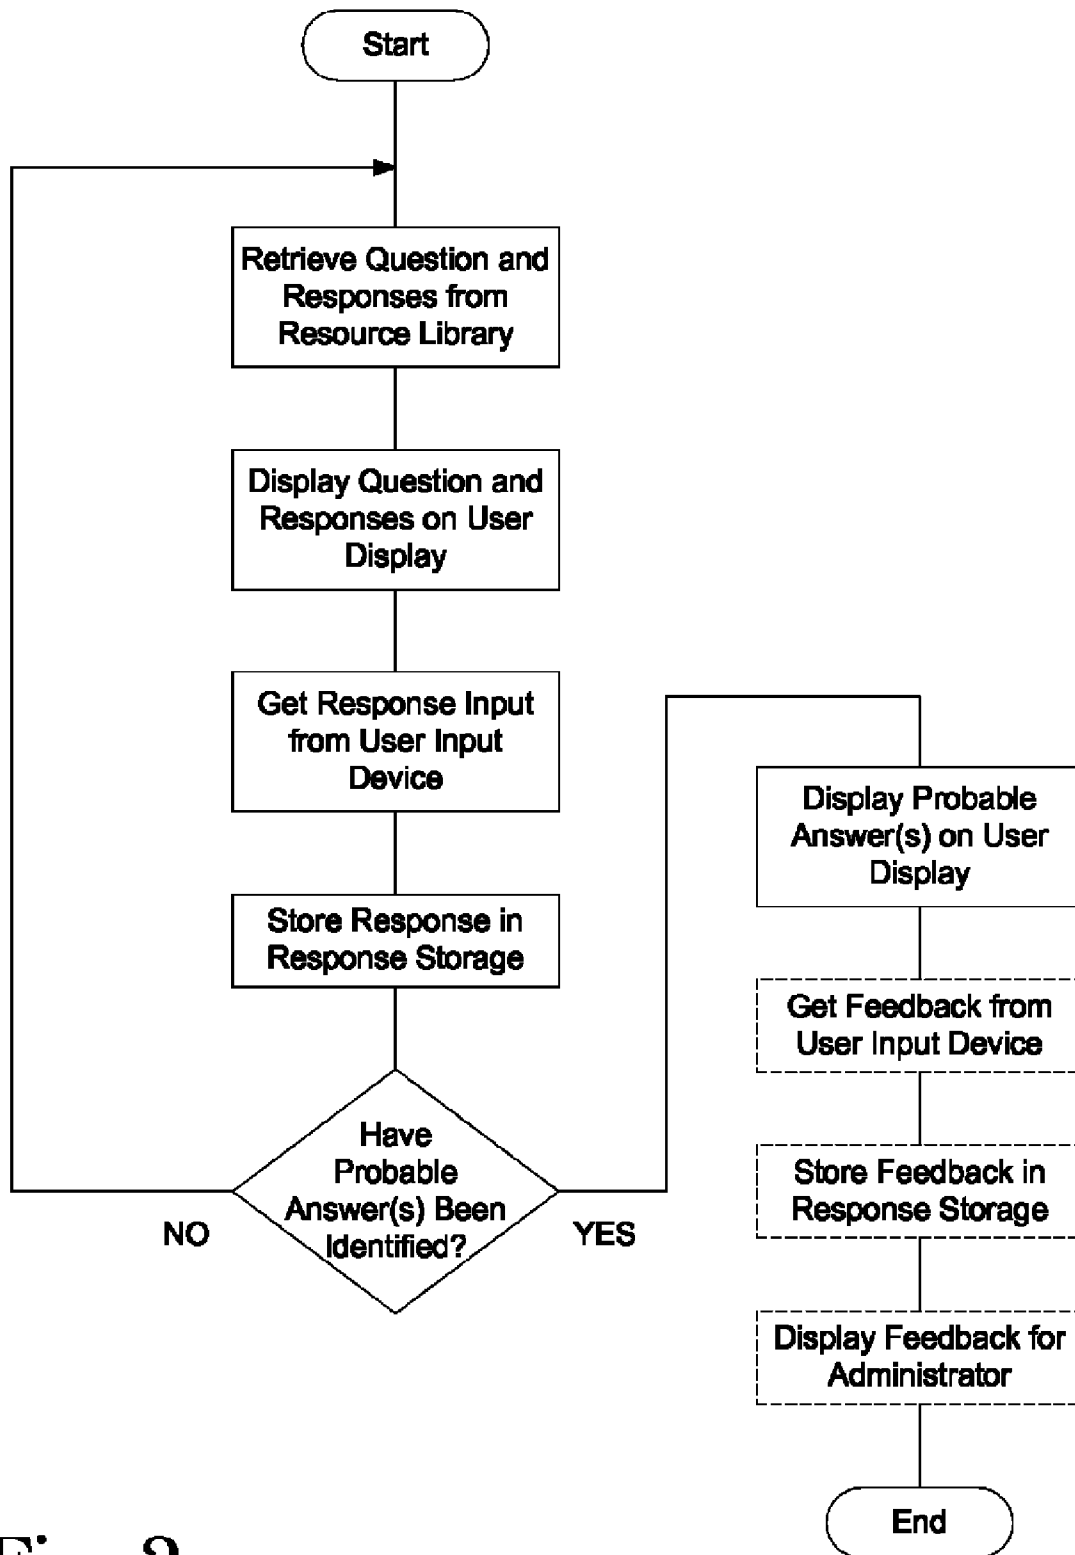 Start
Retrieve Question and
Responses from
Resource Library
Display Question and
Responses on User
Display
Get Response Input
from User Input
Device
Store Response in
Response Storage
Have
Probable
Answer(s) Been
Identified?
NO
YES
Display Probable
Answer(s) on User
Display
Get Feedback from
User Input Device
Store Feedback in
Response Storage
Display Feedback for
Administrator
End